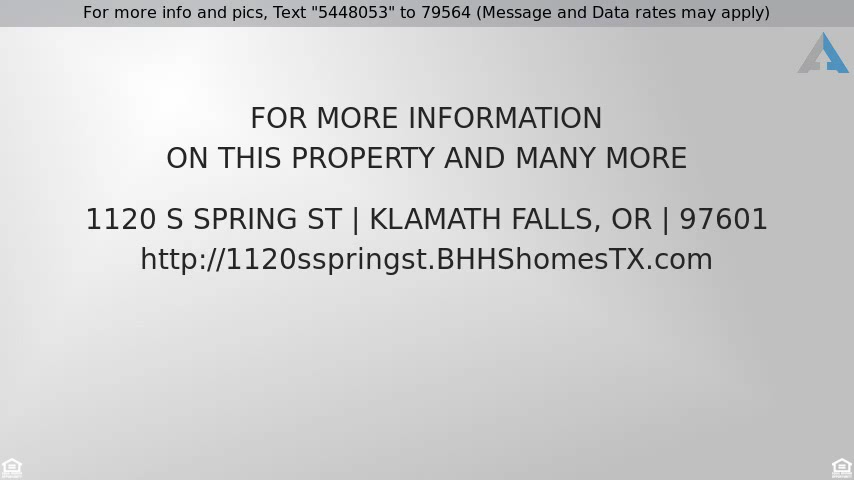 For more info and pics, Text "5448053" to 79564 (Message and Data rates may apply)
FOR MORE INFORMATION
ON THIS PROPERTY AND MANY MORE
1120 S SPRING ST | KLAMATH FALLS, OR | 97601
http://1120sspringst.BHHShomesTX.com